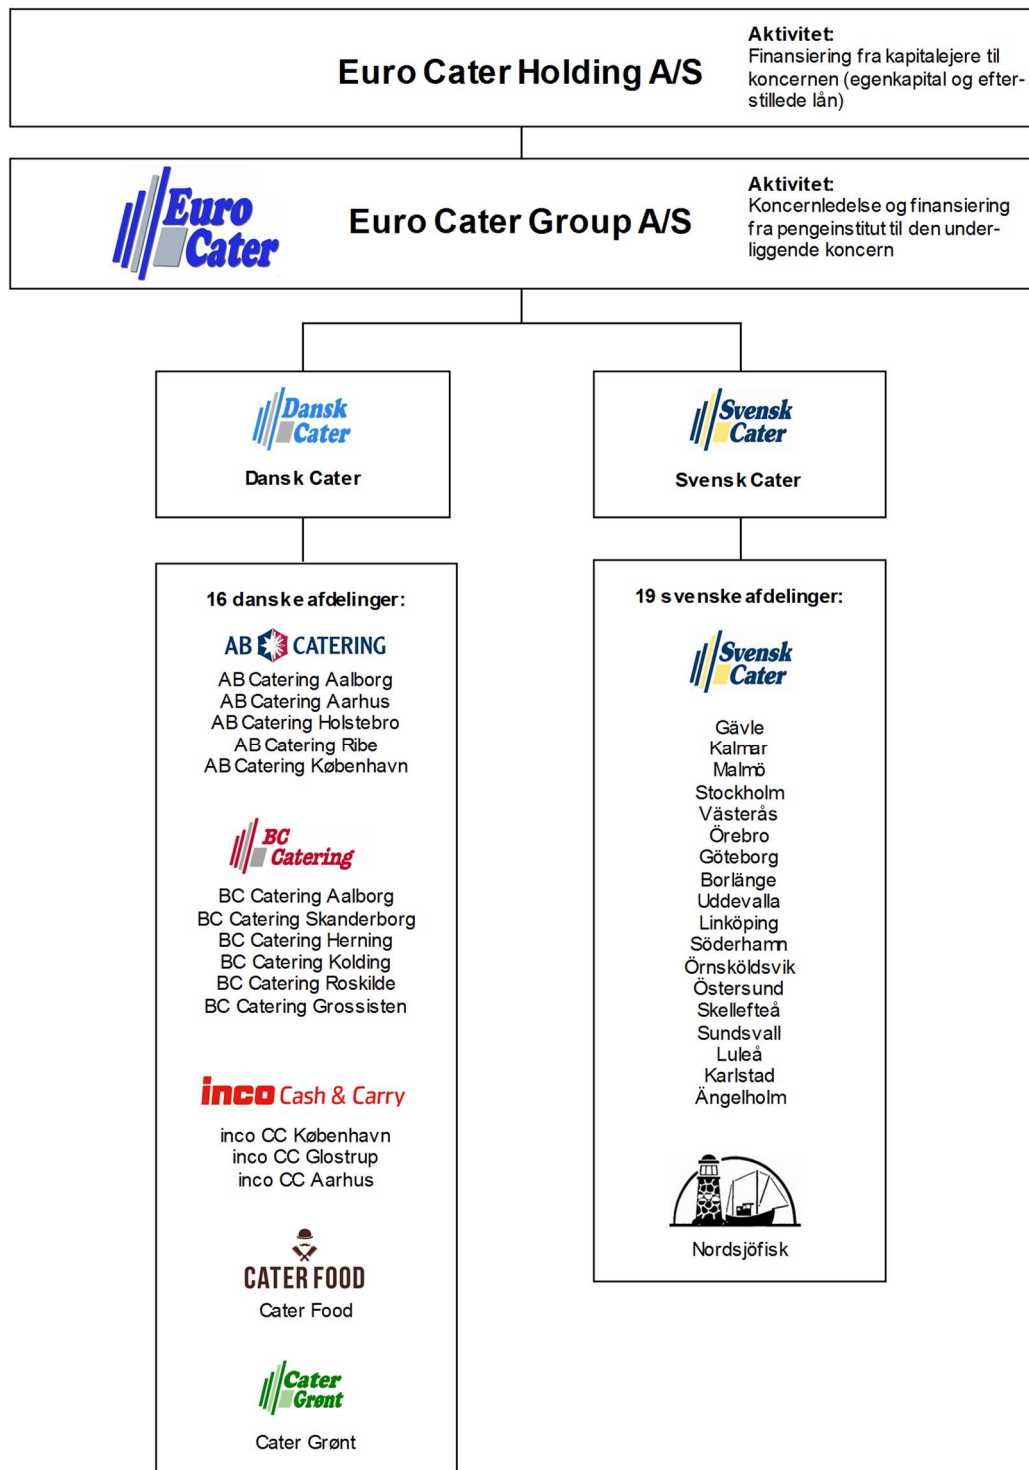 Euro Cater Holding A/S
Aktivitet:
Finansiering fra kapitalejere til
koncernen (egenkapital og efter-
stillede lån)
Euro
Cater
Euro Cater Group A/S
Aktivitet:
Koncernledelse og finansiering
fra pengeinstitut til den under-
liggende koncern
Dansk
Cater
Dansk Cater
Svensk
Cater
Svensk Cater
16 danske afdelinger:
AB CATERING
AB Catering Aalborg
AB Catering Aarhus
AB Catering Holstebro
AB Catering Ribe
AB Catering København
BC
Catering
BC Catering Aalborg
BC Catering Skanderborg
BC Catering Herning
BC Catering Kolding
BC Catering Roskilde
BC Catering Grossisten
inco Cash & Carry
inco CC København
inco CC Glostrup
inco CC Aarhus
CATER FOOD
Cater Food
Cater
Grønt
Cater Grønt
19 svenske afdelinger:
Svensk
Cater
Gävle
Kalmar
Malmö
Stockholm
Västerås
Örebro
Göteborg
Borlänge
Uddevalla
Linköping
Söderhamn
Örnsköldsvik
Östersund
Skellefteå
Sundsvall
Luleå
Karlstad
Ängelholm
Nordsjöfisk